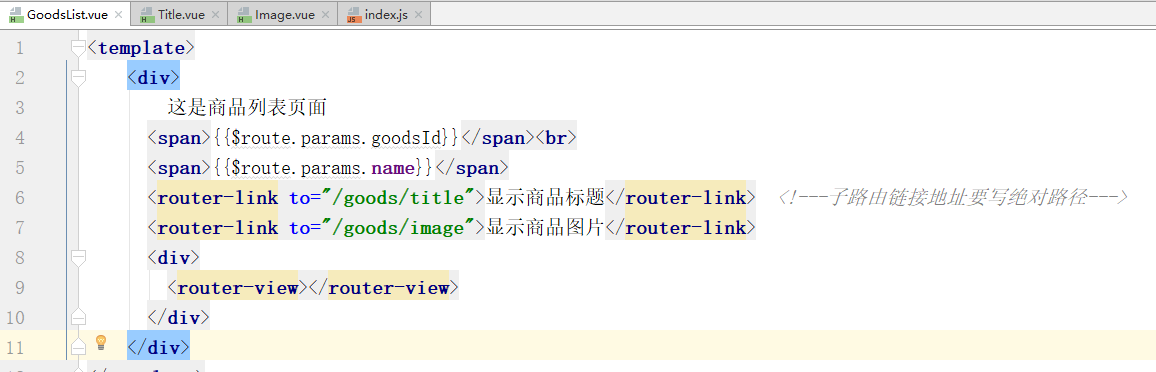 GoodsList.vue Title.vue Image.vue index.js
1 <template>
2 <div>
3 这是商品列表页面
4 <span>{{$route.params.goodsId}}</span><br>
5 <span>{{$route.params.name}}</span>
6 <router-link to="/goods/title">显示商品标题</router-link> <!---子路由链接地址要写绝对路径--->
7 <router-link to="/goods/image">显示商品图片</router-link>
8 <div>
9 <router-view></router-view>
10 </div>
11 </div>